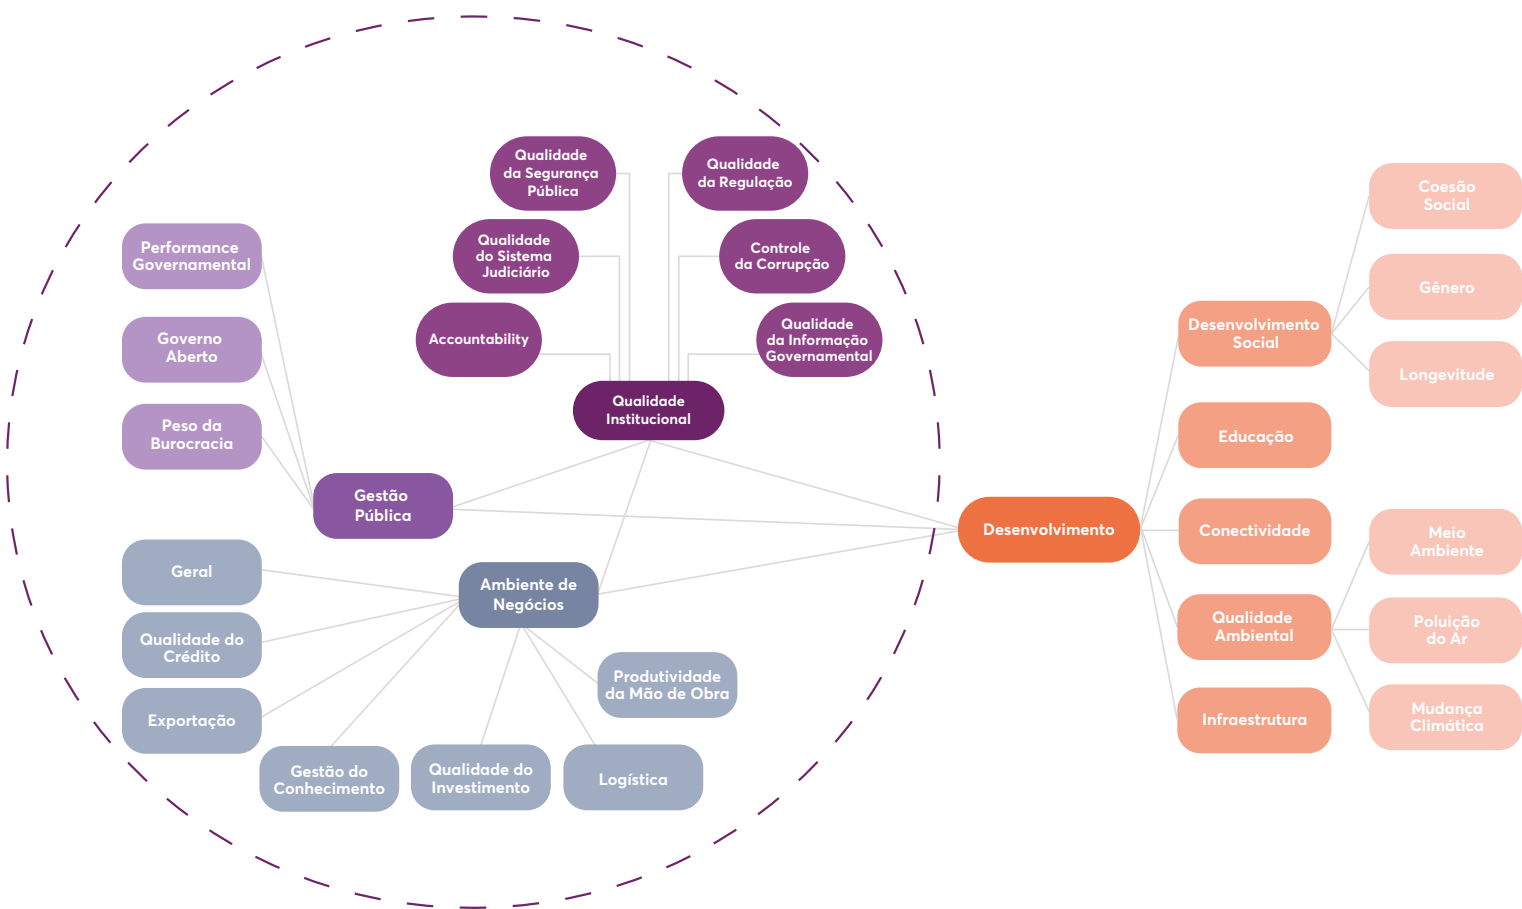 Qualidade
da Segurança
Pública
Qualidade
da Regulação
Qualidade
do Sistema
Judiciário
Controle
da Corrupção
Accountability
Qualidade
da Informação
Governamental
Qualidade
Institucional
Performance
Governamental
Governo
Aberto
Peso da
Burocracia
Gestão
Pública
Geral
Qualidade do
Crédito
Exportação
Ambiente de
Negócios
Gestão do
Conhecimento
Qualidade do
Investimento
Logística
Produtividade
da Mão de Obra
Desenvolvimento
Desenvolvimento
Social
Educação
Conectividade
Qualidade
Ambiental
Infraestrutura
Coesão
Social
Gênero
Longevitude
Meio
Ambiente
Poluição
do Ar
Mudança
Climática